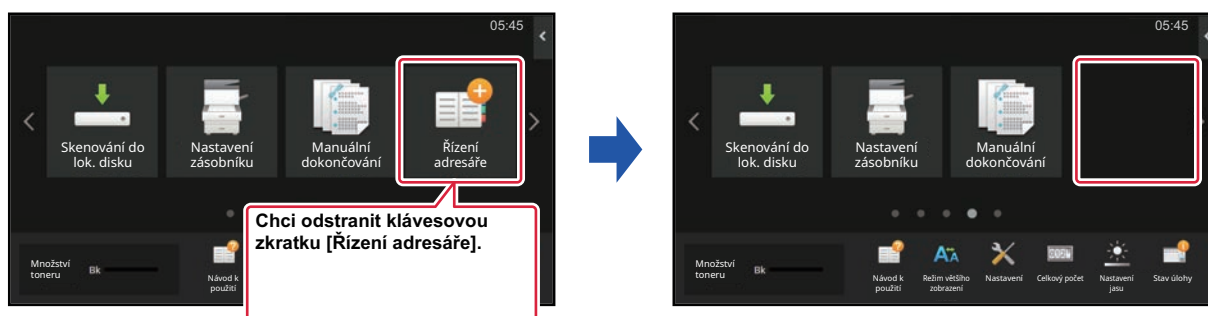 05:45
Skenování do
lok. disku
Nastavení
zásobníku
Manuální
dokončování
Řízení
adresáře
Chci odstranit klávesovou
zkratku [Řízení adresáře].
Množství
toneru
Bk
Návod k
použití
05:45
Skenování do
lok. disku
Nastavení
zásobníku
Manuální
dokončování
Množství
toneru
Bk
Návod k
použití
Režim většího
zobrazení
Nastavení
Celkový počet
Nastavení
jasu
Stav úlohy